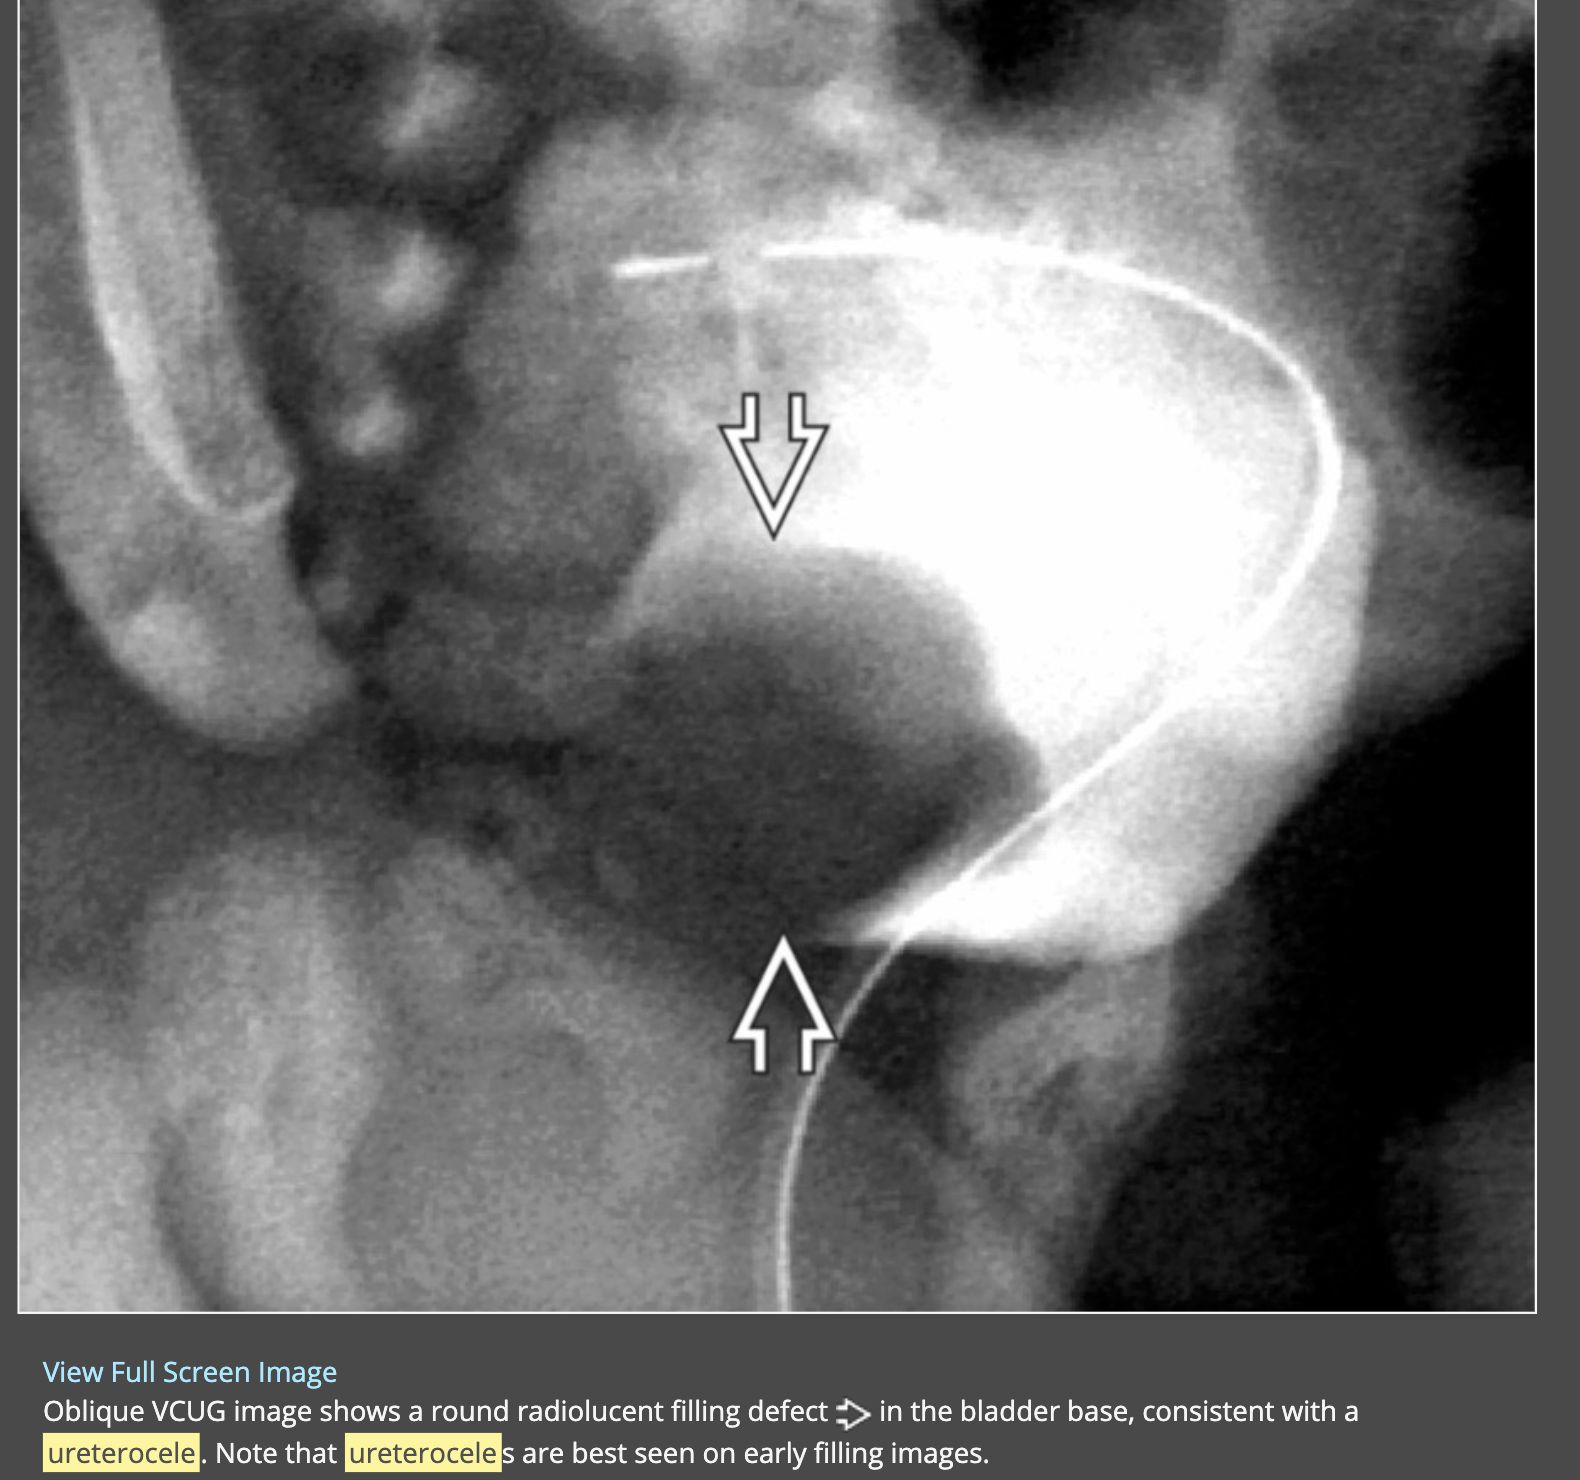 View Full Screen Image
Oblique VCUG image shows a round radiolucent filling defect in the bladder base, consistent with a
ureterocele. Note that ureteroceles are best seen on early filling images.